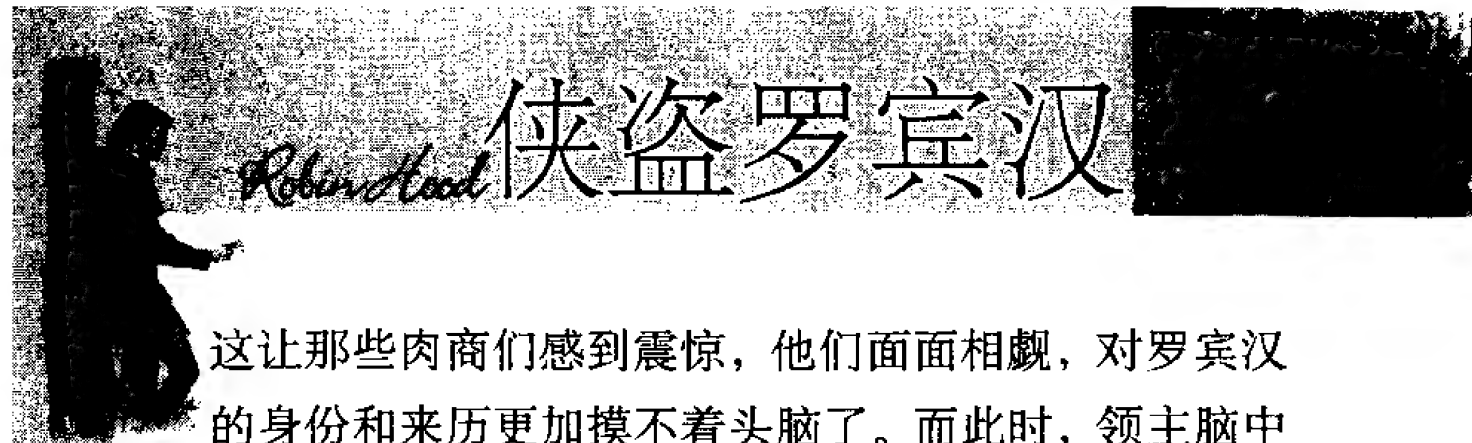 Robin Hood 侠盗罗宾汉
这让那些肉商们感到震惊，他们面面相觑，对罗宾汉
的身份和来历更加摸不着头脑了。而此时，领主脑中